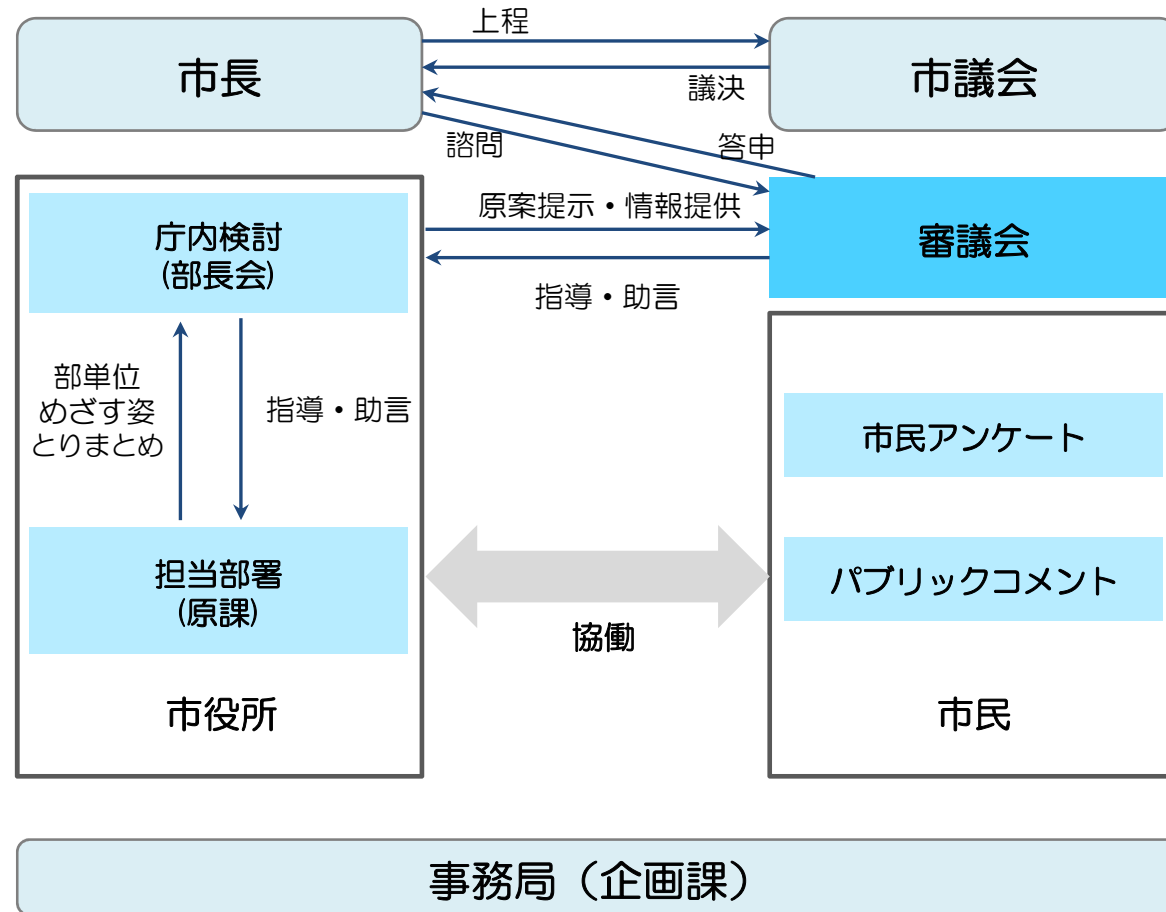 上程
市長
市議会
議決
諮問
答申
原案提示・情報提供
庁内検討
(部長会)
審議会
指導・助言
部単位
めざす姿
とりまとめ
指導・助言
市民アンケート
担当部署
(原課)
パブリックコメント
協働
市役所
市民
事務局（企画課）